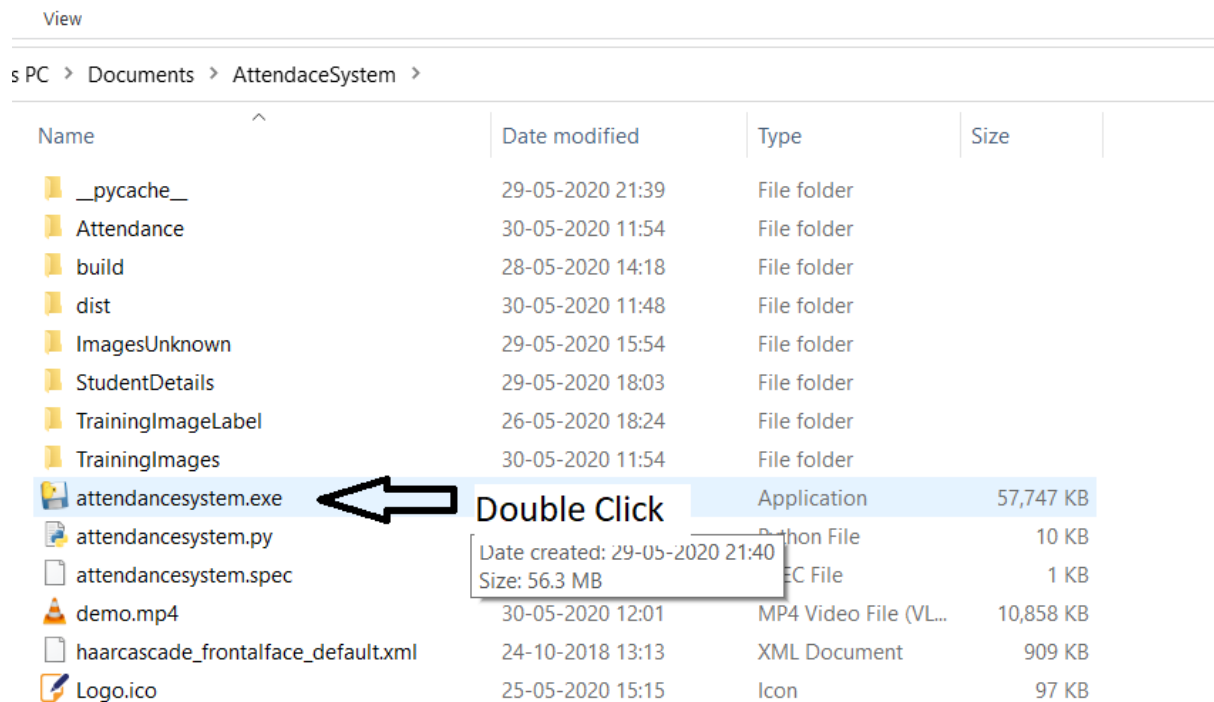 View
s PC > Documents > AttendaceSystem >
Name Date modified Type Size
__pycache__ 29-05-2020 21:39 File folder
Attendance 30-05-2020 11:54 File folder
build 28-05-2020 14:18 File folder
dist 30-05-2020 11:48 File folder
ImagesUnknown 29-05-2020 15:54 File folder
StudentDetails 29-05-2020 18:03 File folder
TrainingImageLabel 26-05-2020 18:24 File folder
TrainingImages 30-05-2020 11:54 File folder
attendancesystem.exe Double Click Application 57,747 KB
attendancesystem.py Python File 10 KB
Date created: 29-05-2020 21:40
attendancesystem.spec EC File 1 KB
Size: 56.3 MB
demo.mp4 30-05-2020 12:01 MP4 Video File (VL... 10,858 KB
haarcascade_frontalface_default.xml 24-10-2018 13:13 XML Document 909 KB
Logo.ico 25-05-2020 15:15 Icon 97 KB